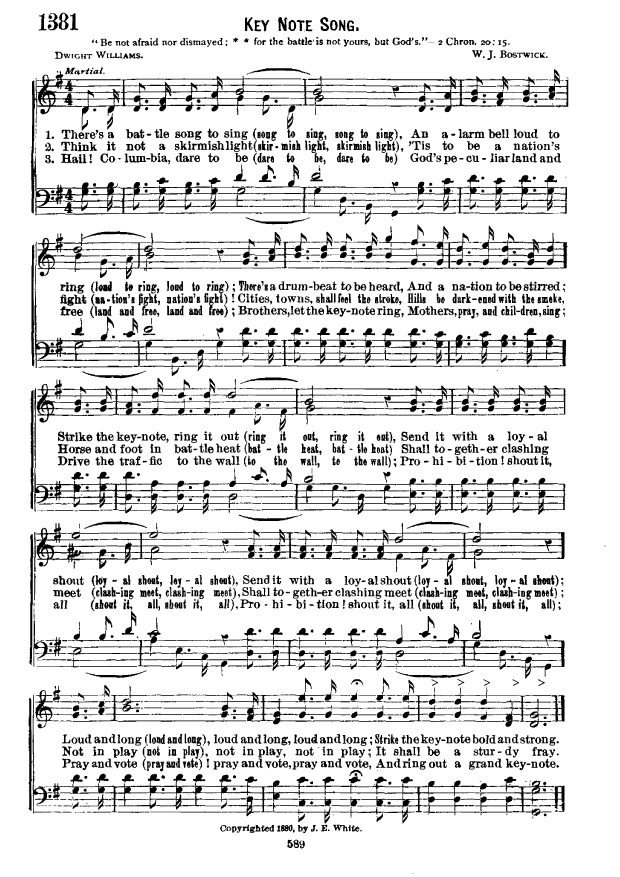 1381
KEY NOTE SONG.
"Be not afraid nor dismayed; * * for the battle is not yours, but God's."— 2 Chron. 20: 15.
DWIGHT WILLIAMS.
W. J. BOSTWICK.
Martial.
1. There's a bat-tle song to sing (song to sing, song to sing), An a-larm bell loud to
2. Think it not a skirmish light (skir-mish light, skirmish light), 'Tis to be a nation's
3. Hail! Co-lum-bia, dare to be (dare to be, dare to be) God's pe-cu-liar land and
ring (loud to ring, loud to ring); There's a drum-beat to be heard, And a na-tion to be stirred;
fight (na-tion's fight, nation's fight)! Cities, towns, shall feel the stroke, Hills be dark-ened with the smoke,
free (land and free, land and free); Brothers, let the key-note ring, Mothers, pray, and chil-dren, sing;
Strike the key-note, ring it out (ring it out, ring it out), Send it with a loy-al
Horse and foot in bat-tle heat (bat-tle heat, bat-tle heat) Shall to-geth-er clashing
Drive the traf-fic to the wall (to the wall, to the wall); Pro-hi-bi-tion! shout it,
shout (loy-al shout, loy-al shout), Send it with a loy-al shout (loy-al shout, loy-al shout);
meet (clash-ing meet, clash-ing meet), Shall to-geth-er clashing meet (clashing meet, clashing meet);
all (shout it, all, shout it, all), Pro-hi-bi-tion! shout it, all (shout it, all, shout it, all);
Loud and long (loud and long), loud and long, loud and long; Strike the key-note bold and strong.
Not in play (not in play), not in play, not in play; It shall be a stur-dy fray.
Pray and vote (pray and vote)! pray and vote, pray and vote, And ring out a grand key-note.
Copyrighted 1880, by J. E. White.
589